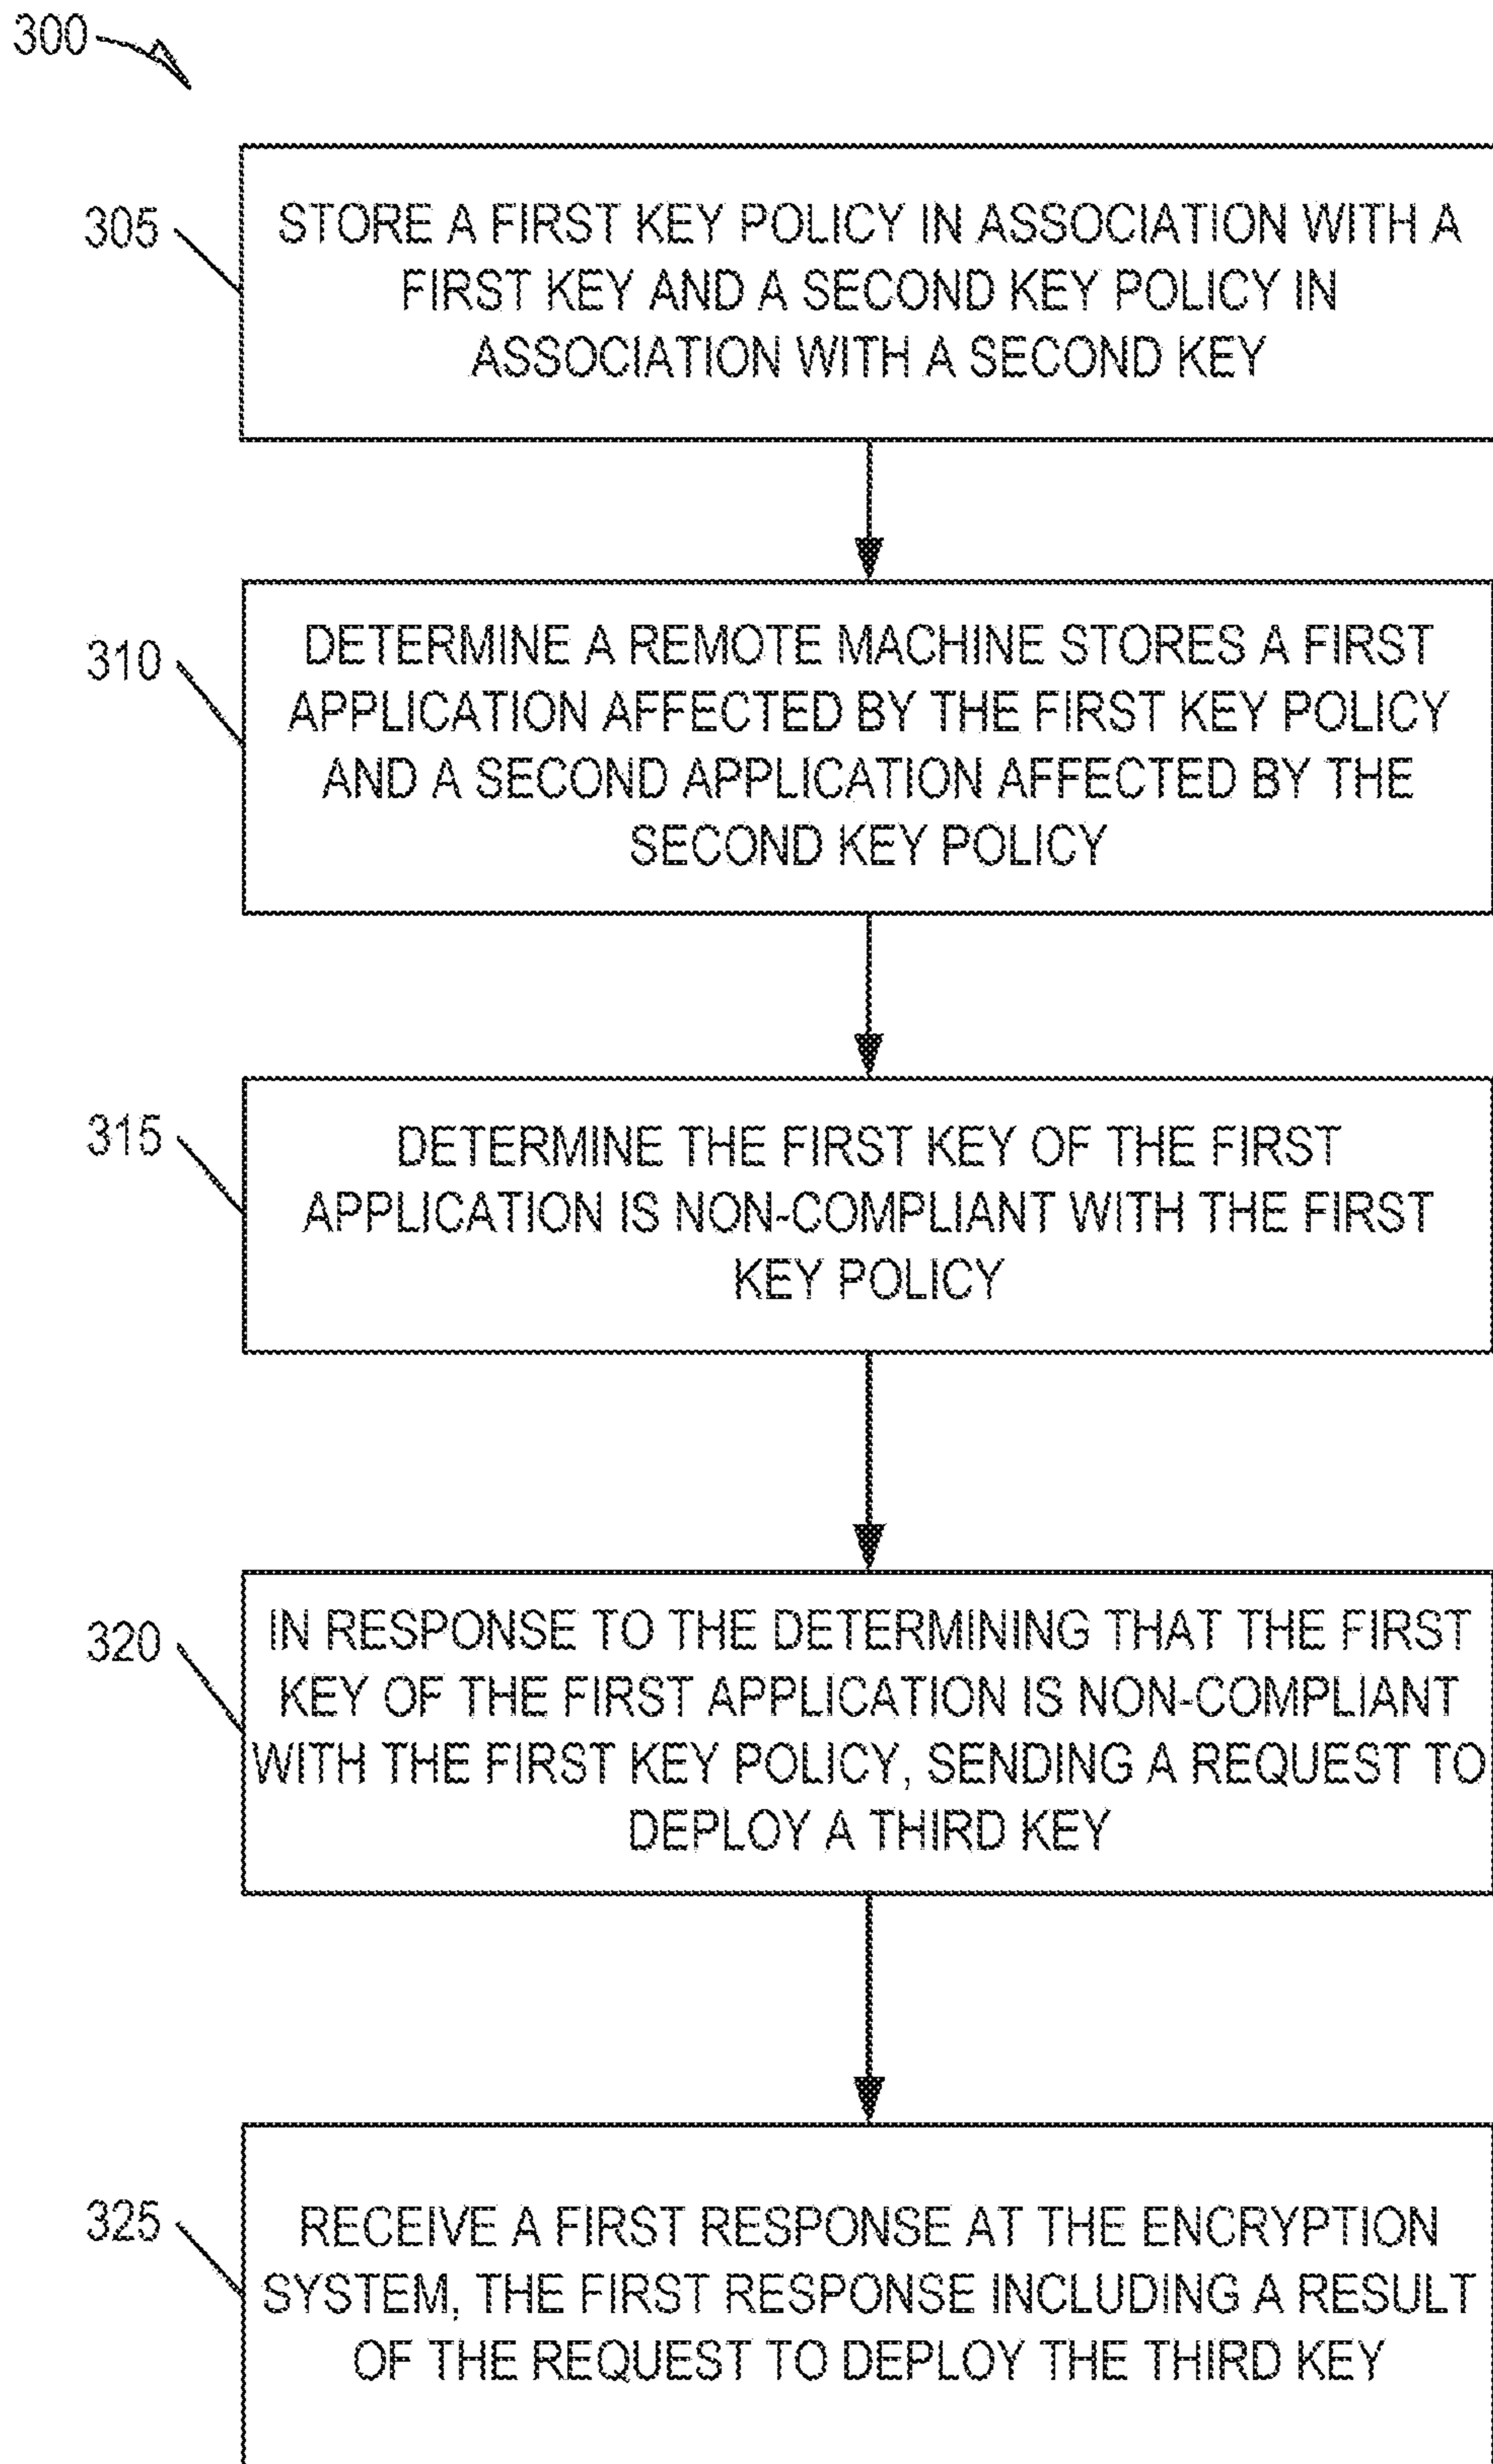 300
305
STORE A FIRST KEY POLICY IN ASSOCIATION WITH A
FIRST KEY AND A SECOND KEY POLICY IN
ASSOCIATION WITH A SECOND KEY
310
DETERMINE A REMOTE MACHINE STORES A FIRST
APPLICATION AFFECTED BY THE FIRST KEY POLICY
AND A SECOND APPLICATION AFFECTED BY THE
SECOND KEY POLICY
315
DETERMINE THE FIRST KEY OF THE FIRST
APPLICATION IS NON-COMPLIANT WITH THE FIRST
KEY POLICY
320
IN RESPONSE TO THE DETERMINING THAT THE FIRST
KEY OF THE FIRST APPLICATION IS NON-COMPLIANT
WITH THE FIRST KEY POLICY, SENDING A REQUEST TO
DEPLOY A THIRD KEY
325
RECEIVE A FIRST RESPONSE AT THE ENCRYPTION
SYSTEM, THE FIRST RESPONSE INCLUDING A RESULT
OF THE REQUEST TO DEPLOY THE THIRD KEY